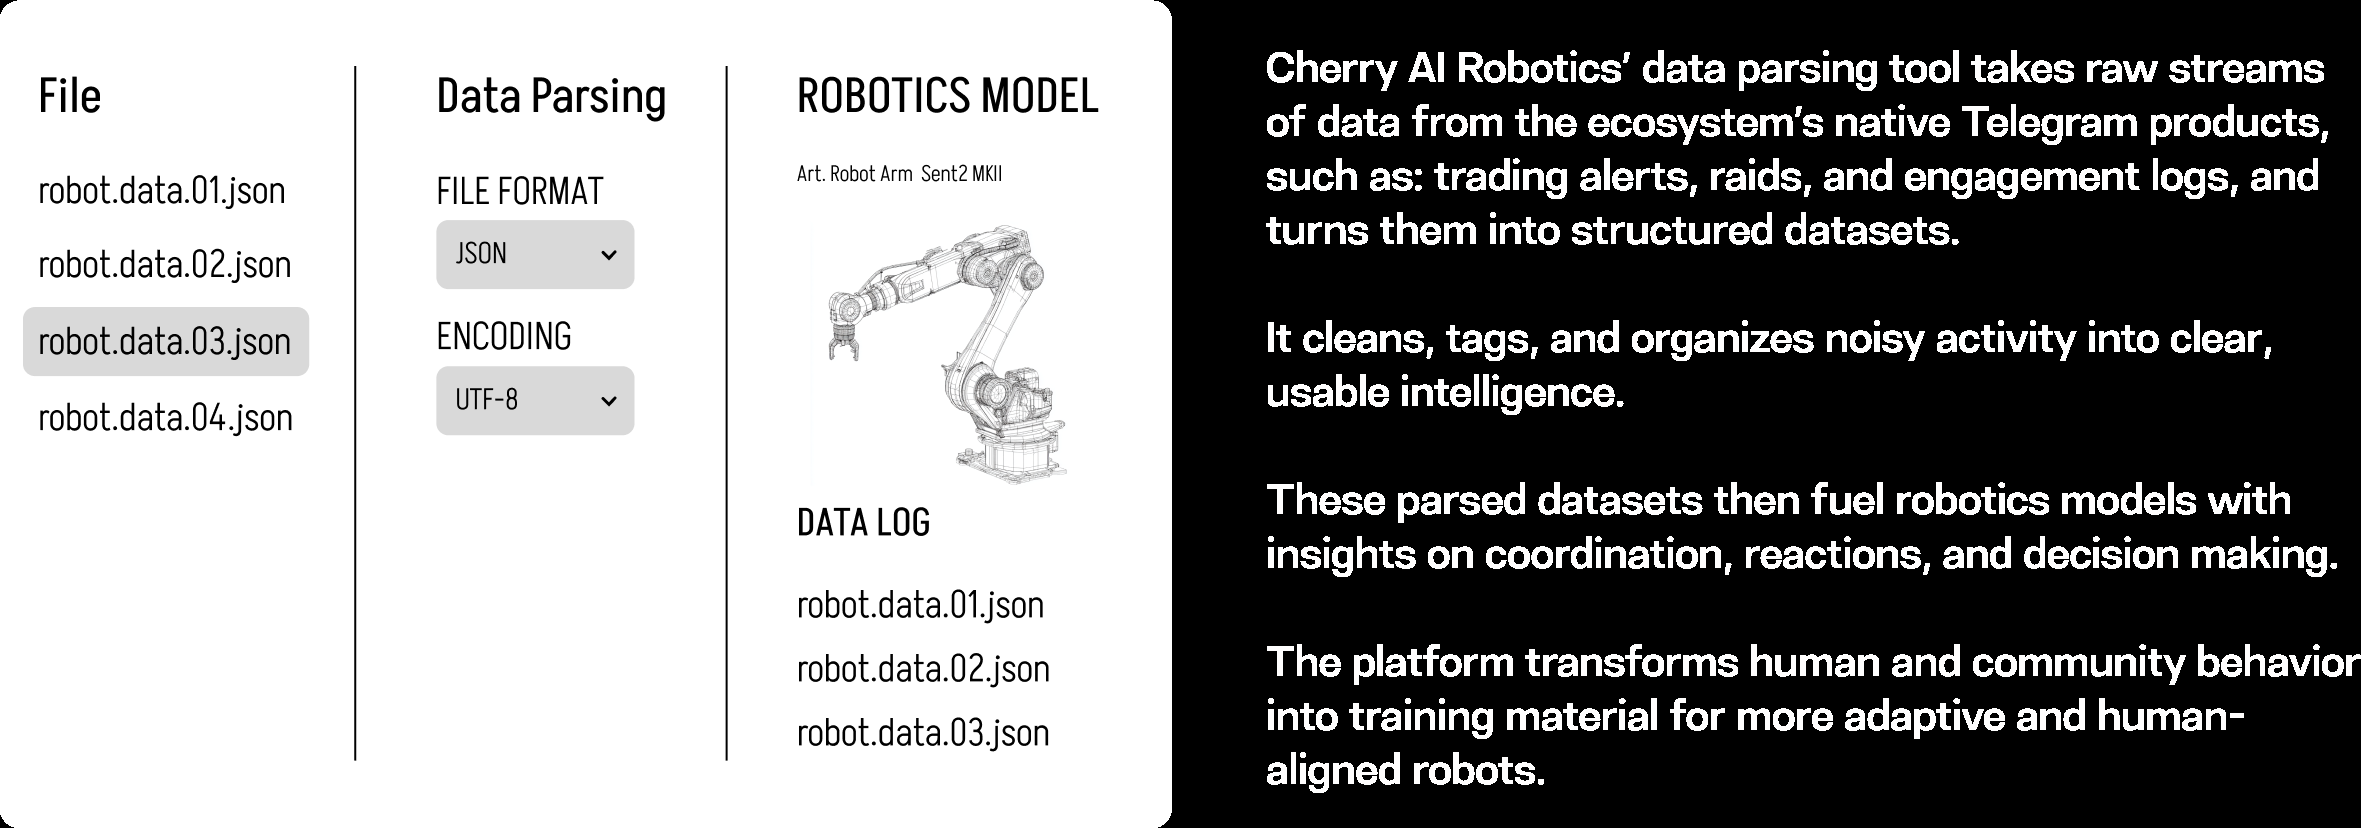 File
robot.data.01.json
robot.data.02.json
robot.data.03.json
robot.data.04.json
Data Parsing
FILE FORMAT
JSON
ENCODING
UTF-8
ROBOTICS MODEL
Art. Robot Arm Sent2 MKII
DATA LOG
robot.data.01.json
robot.data.02.json
robot.data.03.json
Cherry AI Robotics’ data parsing tool takes raw streams
of data from the ecosystem’s native Telegram products,
such as: trading alerts, raids, and engagement logs, and
turns them into structured datasets.
It cleans, tags, and organizes noisy activity into clear,
usable intelligence.
These parsed datasets then fuel robotics models with
insights on coordination, reactions, and decision making.
The platform transforms human and community behavior
into training material for more adaptive and human-
aligned robots.